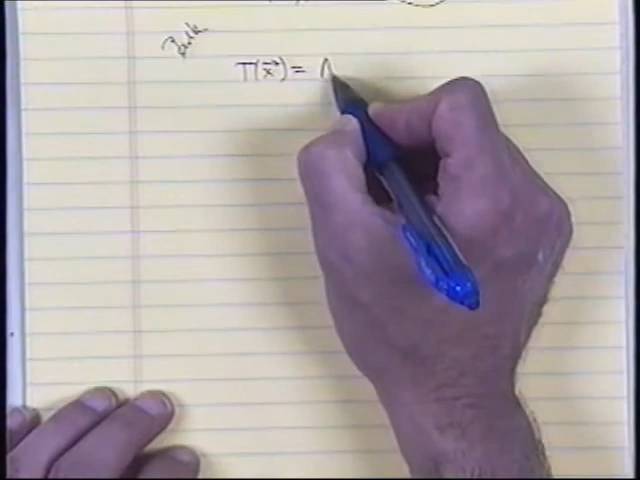 Bulk
T(x⃗) =